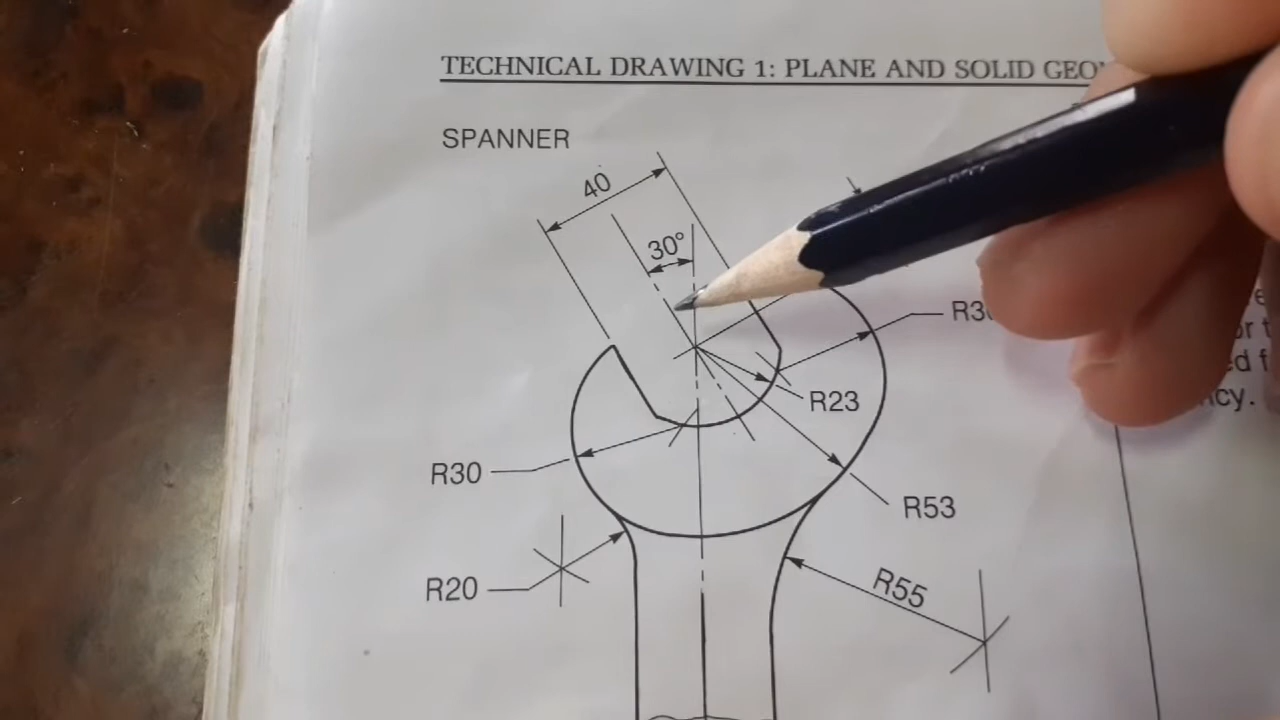 TECHNICAL DRAWING 1: PLANE AND SOLID
SPANNER
40
30°
R23
R30
R53
R20
R55